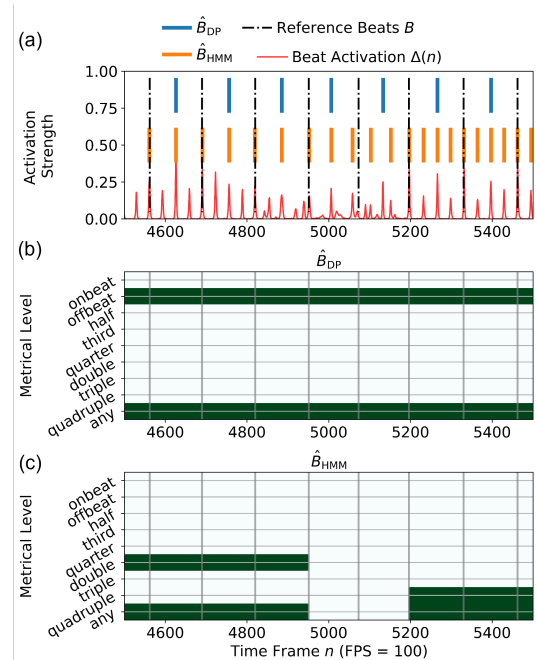 (a)
B̂DP
Reference Beats B
B̂HMM
Beat Activation Δ(n)
Activation
Strength
1.00
0.75
0.50
0.25
0.00
4600 4800 5000 5200 5400
(b)
B̂DP
Metrical Level
onbeat
offbeat
half
third
quarter
double
triple
quadruple
any
4600 4800 5000 5200 5400
(c)
B̂HMM
Metrical Level
onbeat
offbeat
half
third
quarter
double
triple
quadruple
any
4600 4800 5000 5200 5400
Time Frame n (FPS = 100)